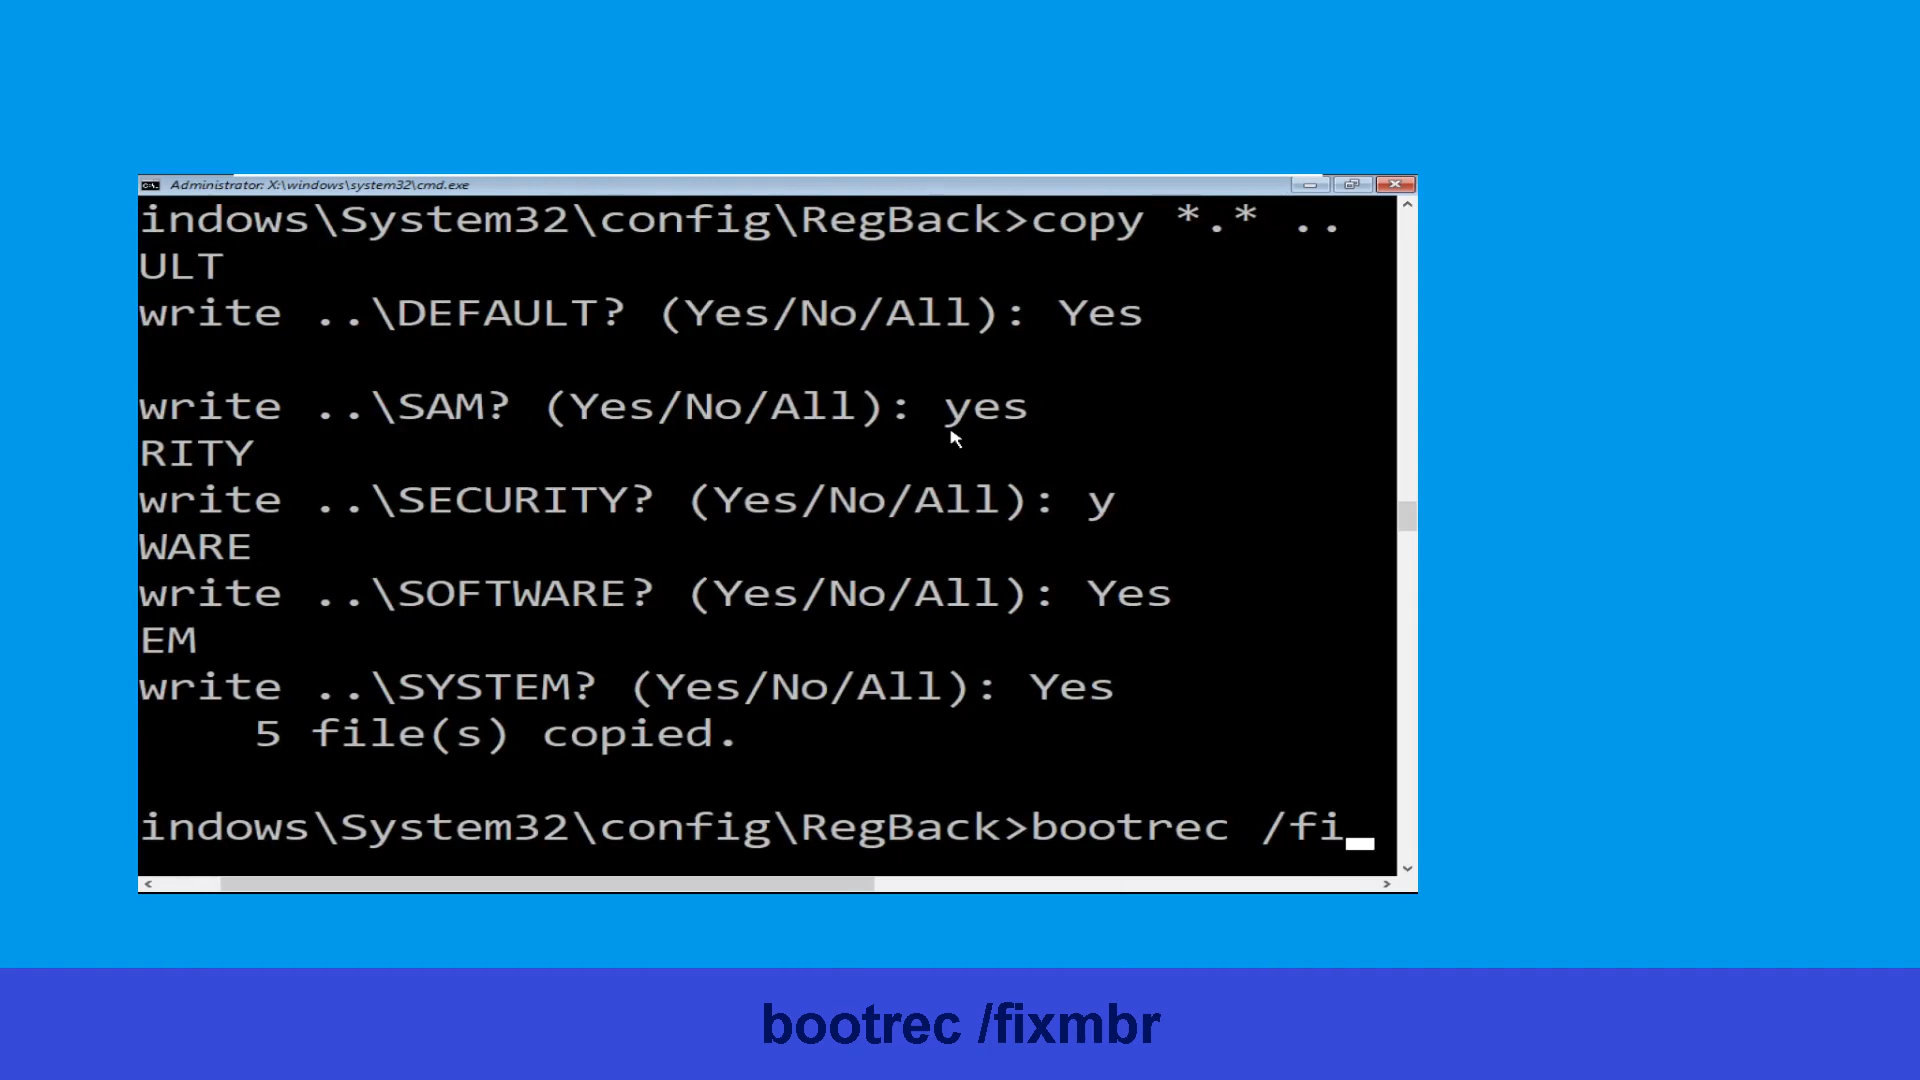 Administrator: X:\windows\system32\cmd.exe
indows\System32\config\RegBack>copy *.* ..
ULT
write ..\DEFAULT? (Yes/No/All): Yes
write ..\SAM? (Yes/No/All): yes
RITY
write ..\SECURITY? (Yes/No/All): y
WARE
write ..\SOFTWARE? (Yes/No/All): Yes
EM
write ..\SYSTEM? (Yes/No/All): Yes
5 file(s) copied.
indows\System32\config\RegBack>bootrec /fi
bootrec /fixmbr